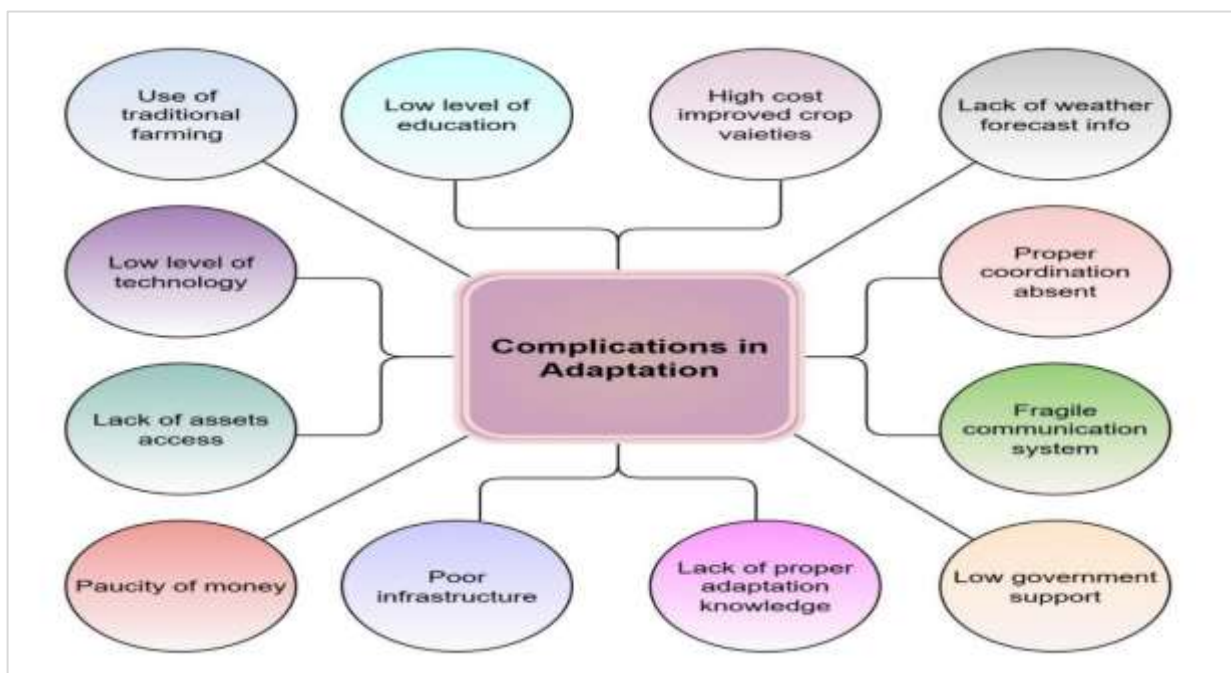 Use of
traditional
farming
Low level of
education
High cost
improved crop
vaieties
Lack of weather
forecast info
Low level of
technology
Proper
coordination
absent
Complications in
Adaptation
Lack of assets
access
Fragile
communication
system
Paucity of money
Poor
infrastructure
Lack of proper
adaptation
knowledge
Low government
support